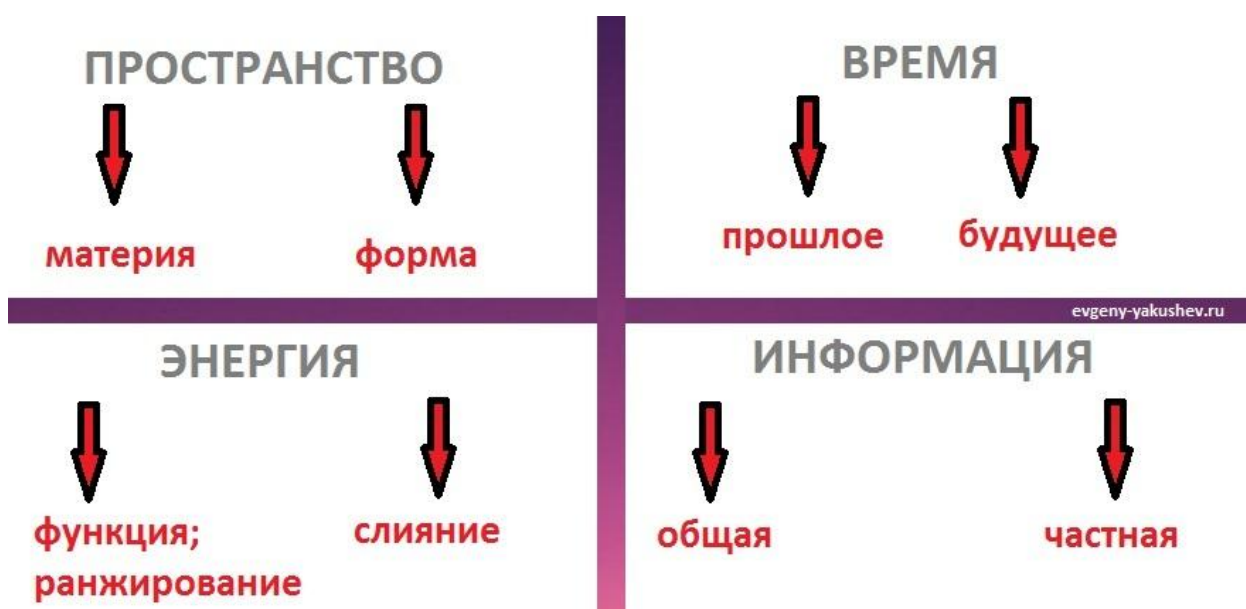 ПРОСТРАНСТВО
материя
форма
ВРЕМЯ
прошлое
будущее
evgeny-yakushev.ru
ЭНЕРГИЯ
функция;
ранжирование
слияние
ИНФОРМАЦИЯ
общая
частная